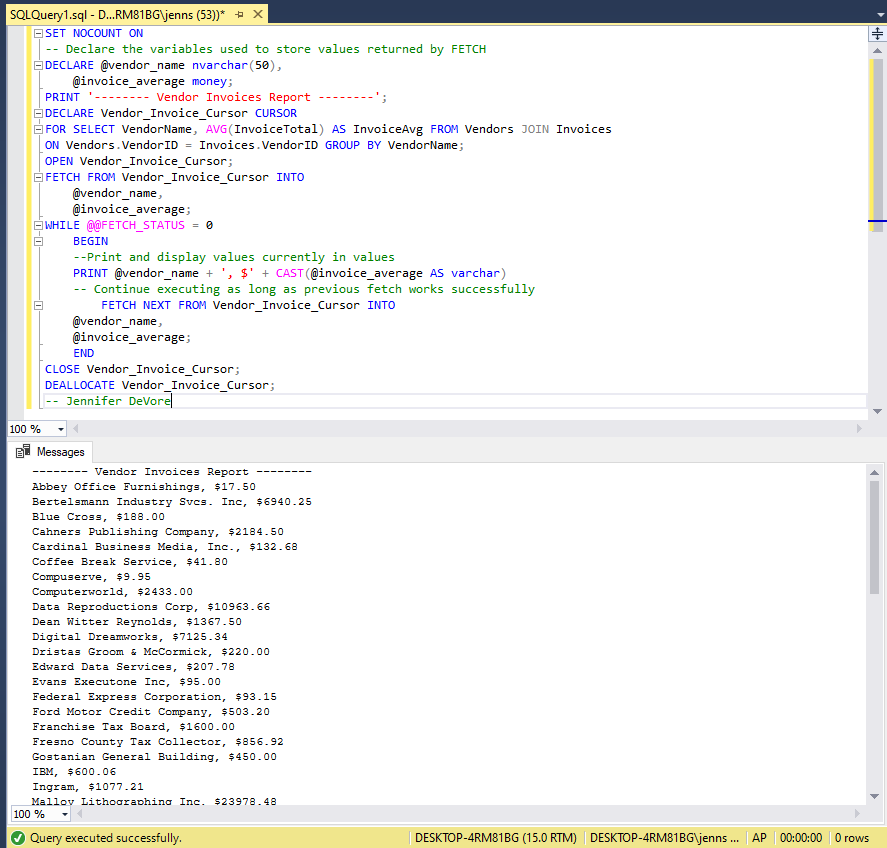 SQLQuery1.sql - D...RM81BG\jenns (53))*
SET NOCOUNT ON
-- Declare the variables used to store values returned by FETCH
DECLARE @vendor_name nvarchar(50),
@invoice_average money;
PRINT '-------- Vendor Invoices Report --------';
DECLARE Vendor_Invoice_Cursor CURSOR
FOR SELECT VendorName, AVG(InvoiceTotal) AS InvoiceAvg FROM Vendors JOIN Invoices
ON Vendors.VendorID = Invoices.VendorID GROUP BY VendorName;
OPEN Vendor_Invoice_Cursor;
FETCH FROM Vendor_Invoice_Cursor INTO
@vendor_name,
@invoice_average;
WHILE @@FETCH_STATUS = 0
BEGIN
--Print and display values currently in values
PRINT @vendor_name + ', $' + CAST(@invoice_average AS varchar)
-- Continue executing as long as previous fetch works successfully
FETCH NEXT FROM Vendor_Invoice_Cursor INTO
@vendor_name,
@invoice_average;
END
CLOSE Vendor_Invoice_Cursor;
DEALLOCATE Vendor_Invoice_Cursor;
-- Jennifer DeVore
100 %
Messages
-------- Vendor Invoices Report --------
Abbey Office Furnishings, $17.50
Bertelsmann Industry Svcs. Inc, $6940.25
Blue Cross, $188.00
Cahners Publishing Company, $2184.50
Cardinal Business Media, Inc., $132.68
Coffee Break Service, $41.80
Compuserve, $9.95
Computerworld, $2433.00
Data Reproductions Corp, $10963.66
Dean Witter Reynolds, $1367.50
Digital Dreamworks, $7125.34
Dristas Groom & McCormick, $220.00
Edward Data Services, $207.78
Evans Executone Inc, $95.00
Federal Express Corporation, $93.15
Ford Motor Credit Company, $503.20
Franchise Tax Board, $1600.00
Fresno County Tax Collector, $856.92
Gostanian General Building, $450.00
IBM, $600.06
Ingram, $1077.21
Malloy Lithographing Inc, $23978.48
100 %
Query executed successfully. DESKTOP-4RM81BG (15.0 RTM) DESKTOP-4RM81BG\jenns ... AP 00:00:00 0 rows